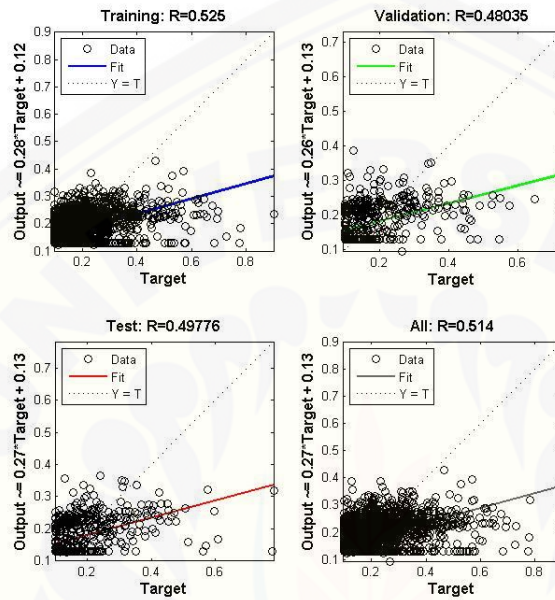 Training: R=0.525
Output ~= 0.28*Target + 0.12
0.9
0.8
0.7
0.6
0.5
0.4
0.3
0.2
0.1
Data
Fit
Y = T
0.2
0.4
0.6
0.8
Target
Validation: R=0.48035
Output ~= 0.26*Target + 0.13
0.7
0.6
0.5
0.4
0.3
0.2
0.1
Data
Fit
Y = T
0.2
0.4
0.6
Target
Test: R=0.49776
Output ~= 0.27*Target + 0.13
0.7
0.6
0.5
0.4
0.3
0.2
0.1
Data
Fit
Y = T
0.2
0.4
0.6
Target
All: R=0.514
Output ~= 0.27*Target + 0.13
0.9
0.8
0.7
0.6
0.5
0.4
0.3
0.2
0.1
Data
Fit
Y = T
0.2
0.4
0.6
0.8
Target